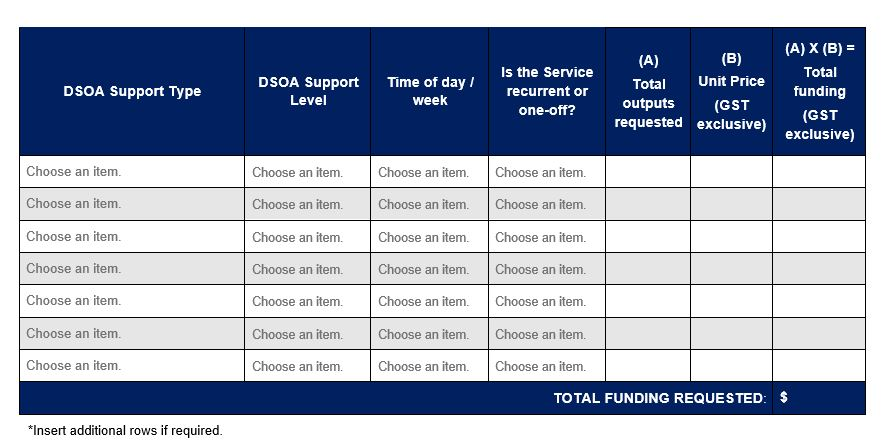 DSOA Support Type
DSOA Support
Level
Time of day /
week
Is the Service
recurrent or
one-off?
(A)
Total
outputs
requested
(B)
Unit Price
(GST
exclusive)
(A) X (B) =
Total
funding
(GST
exclusive)
Choose an item. Choose an item. Choose an item. Choose an item.
Choose an item. Choose an item. Choose an item. Choose an item.
Choose an item. Choose an item. Choose an item. Choose an item.
Choose an item. Choose an item. Choose an item. Choose an item.
Choose an item. Choose an item. Choose an item. Choose an item.
Choose an item. Choose an item. Choose an item. Choose an item.
Choose an item. Choose an item. Choose an item. Choose an item.
TOTAL FUNDING REQUESTED: $
*Insert additional rows if required.